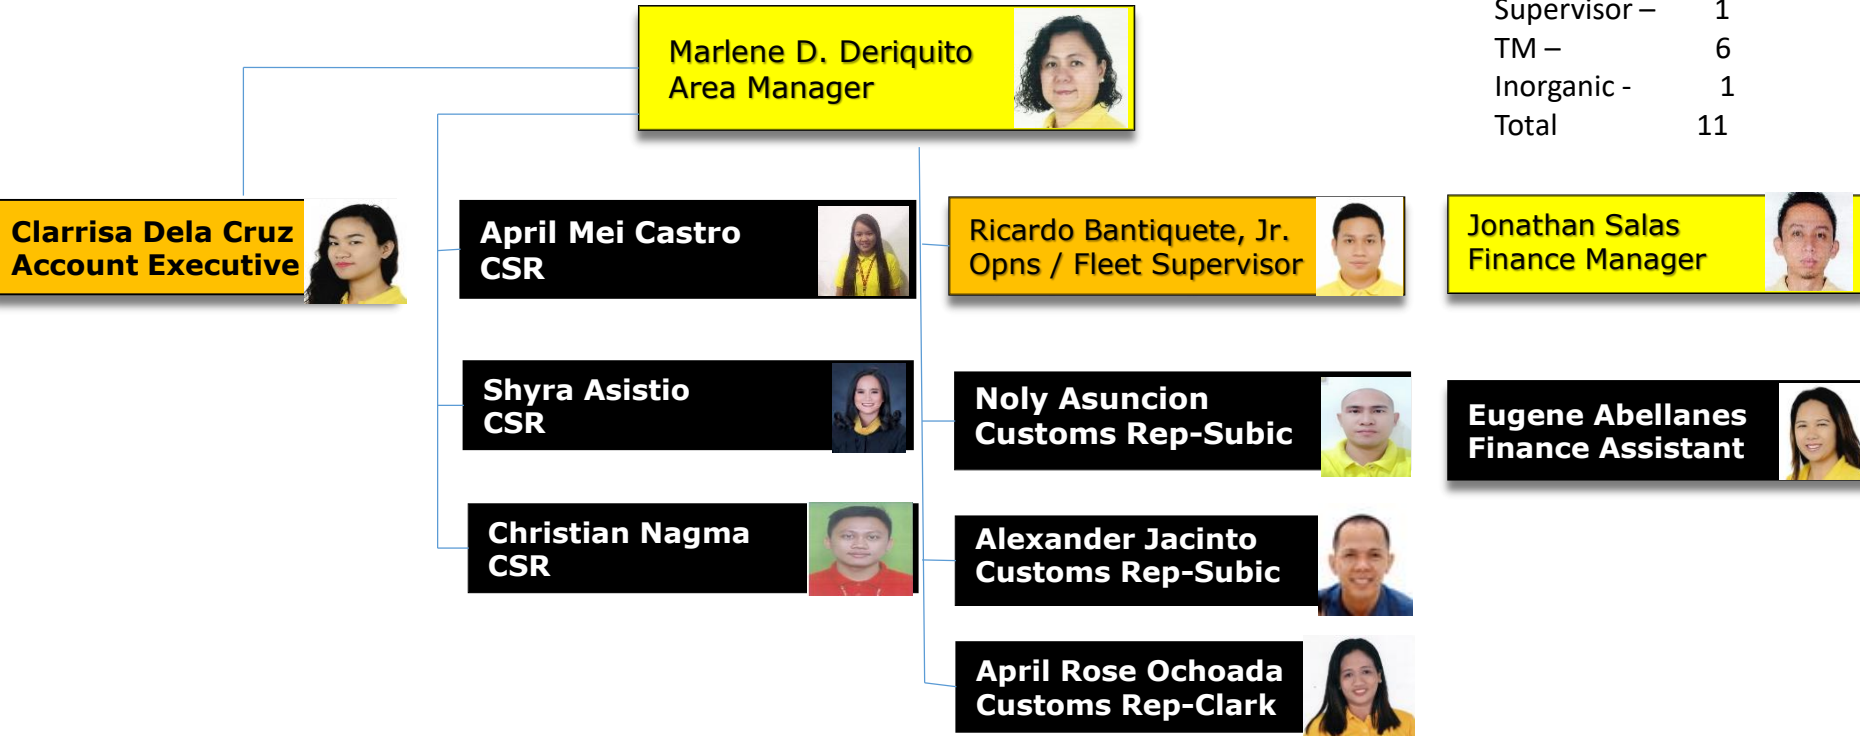 Supervisor – 1
TM – 6
Inorganic - 1
Total 11
Marlene D. Deriquito
Area Manager
Clarrisa Dela Cruz
Account Executive
April Mei Castro
CSR
Ricardo Bantiquete, Jr.
Opns / Fleet Supervisor
Jonathan Salas
Finance Manager
Shyra Asistio
CSR
Noly Asuncion
Customs Rep-Subic
Eugene Abellanes
Finance Assistant
Christian Nagma
CSR
Alexander Jacinto
Customs Rep-Subic
April Rose Ochoada
Customs Rep-Clark